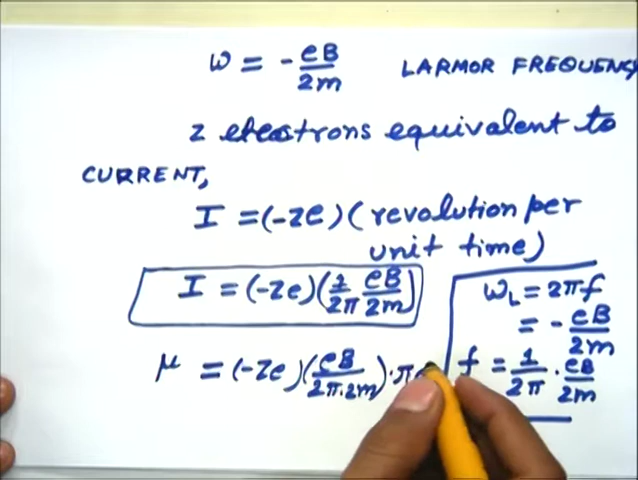 ω = - eB/2m LARMOR FREQUENC
z electrons equivalent to
CURRENT,
I = (-ze) (revolution per
unit time)
I = (-ze) (1/2π eB/2m)
μ = (-ze) (eB/2π·2m) · π
ω_L = 2πf
= - eB/2m
f = 1/2π · eB/2m